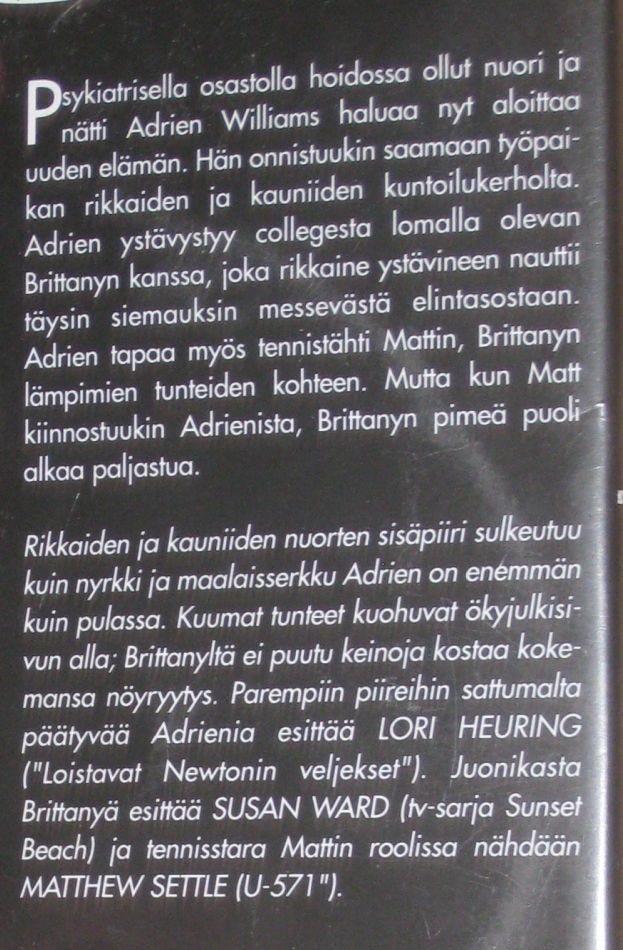 Psykiatrisella osastolla hoidossa ollut nuori ja
nätti Adrien Williams haluaa nyt aloittaa
uuden elämän. Hän onnistuukin saamaan työpai-
kan rikkaiden ja kauniiden kuntoilukerholta.
Adrien ystävystyy collegesta lomalla olevan
Brittanyn kanssa, joka rikkaine ystävineen nauttii
täysin siemauksin messevästä elintasostaan.
Adrien tapaa myös tennistähti Mattin, Brittanyn
lämpimien tunteiden kohteen. Mutta kun Matt
kiinnostuukin Adrienista, Brittanyn pimeä puoli
alkaa paljastua.
Rikkaiden ja kauniiden nuorten sisäpiiri sulkeutuu
kuin nyrkki ja maalaisserkku Adrien on enemmän
kuin pulassa. Kuumat tunteet kuohuvat ökyjulkisi-
vun alla; Brittanyltä ei puutu keinoja kostaa koke-
mansa nöyryytys. Parempiin piireihin sattumalta
päätyvää Adrienia esittää LORI HEURING
("Loistavat Newtonin veljekset"). Juonikasta
Brittanyä esittää SUSAN WARD (tv-sarja Sunset
Beach) ja tennisstara Mattin roolissa nähdään
MATTHEW SETTLE (U-571").